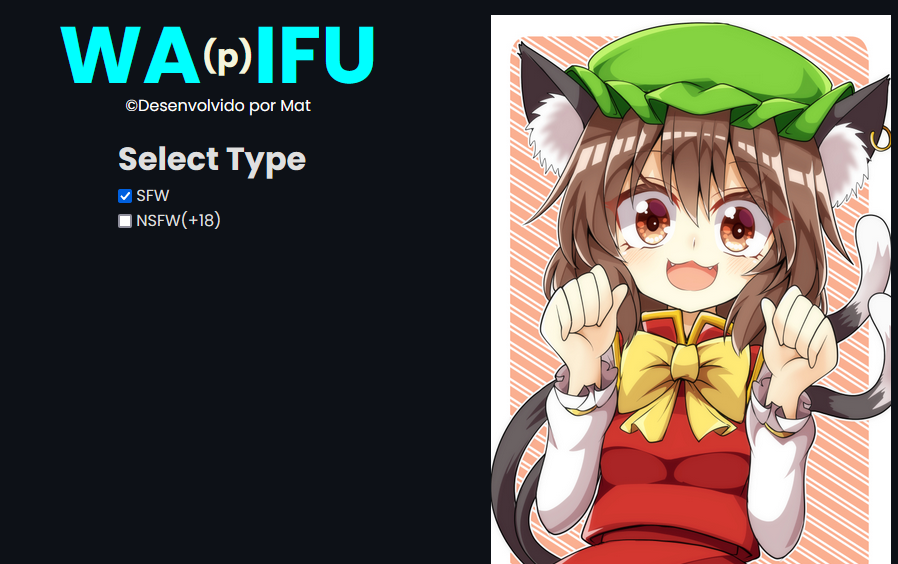 WA(p)IFU
©Desenvolvido por Mat
Select Type
SFW
NSFW(+18)